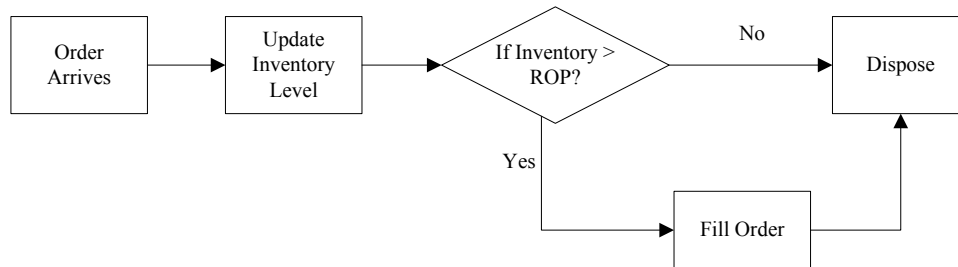 Order
Arrives
Update
Inventory
Level
If Inventory >
ROP?
No
Dispose
Yes
Fill Order